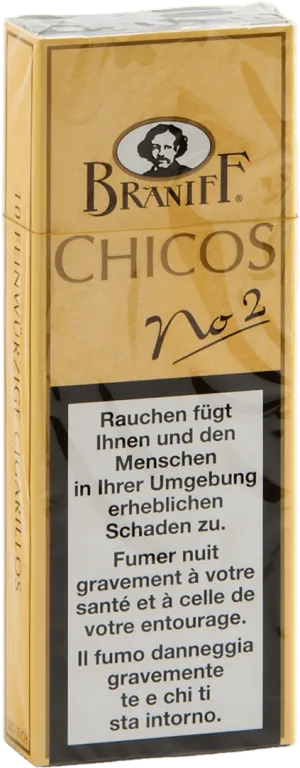 BRANIFF®
CHICOS
No 2
Rauchen fügt
Ihnen und den
Menschen
in Ihrer Umgebung
erheblichen
Schaden zu.
Fumer nuit
gravement à votre
santé et à celle de
votre entourage.
Il fumo danneggia
gravemente
te e chi ti
sta intorno.
10 FEINWÜRZIGE CIGARILLOS